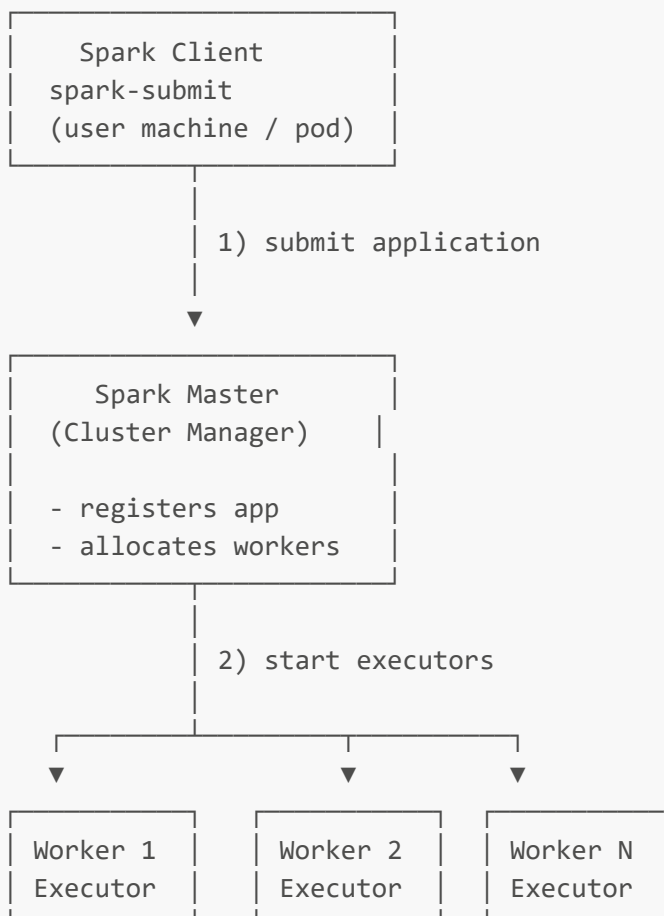 Spark Client
spark-submit
(user machine / pod)
1) submit application
Spark Master
(Cluster Manager)
- registers app
- allocates workers
2) start executors
Worker 1 Worker 2 Worker N
Executor Executor Executor